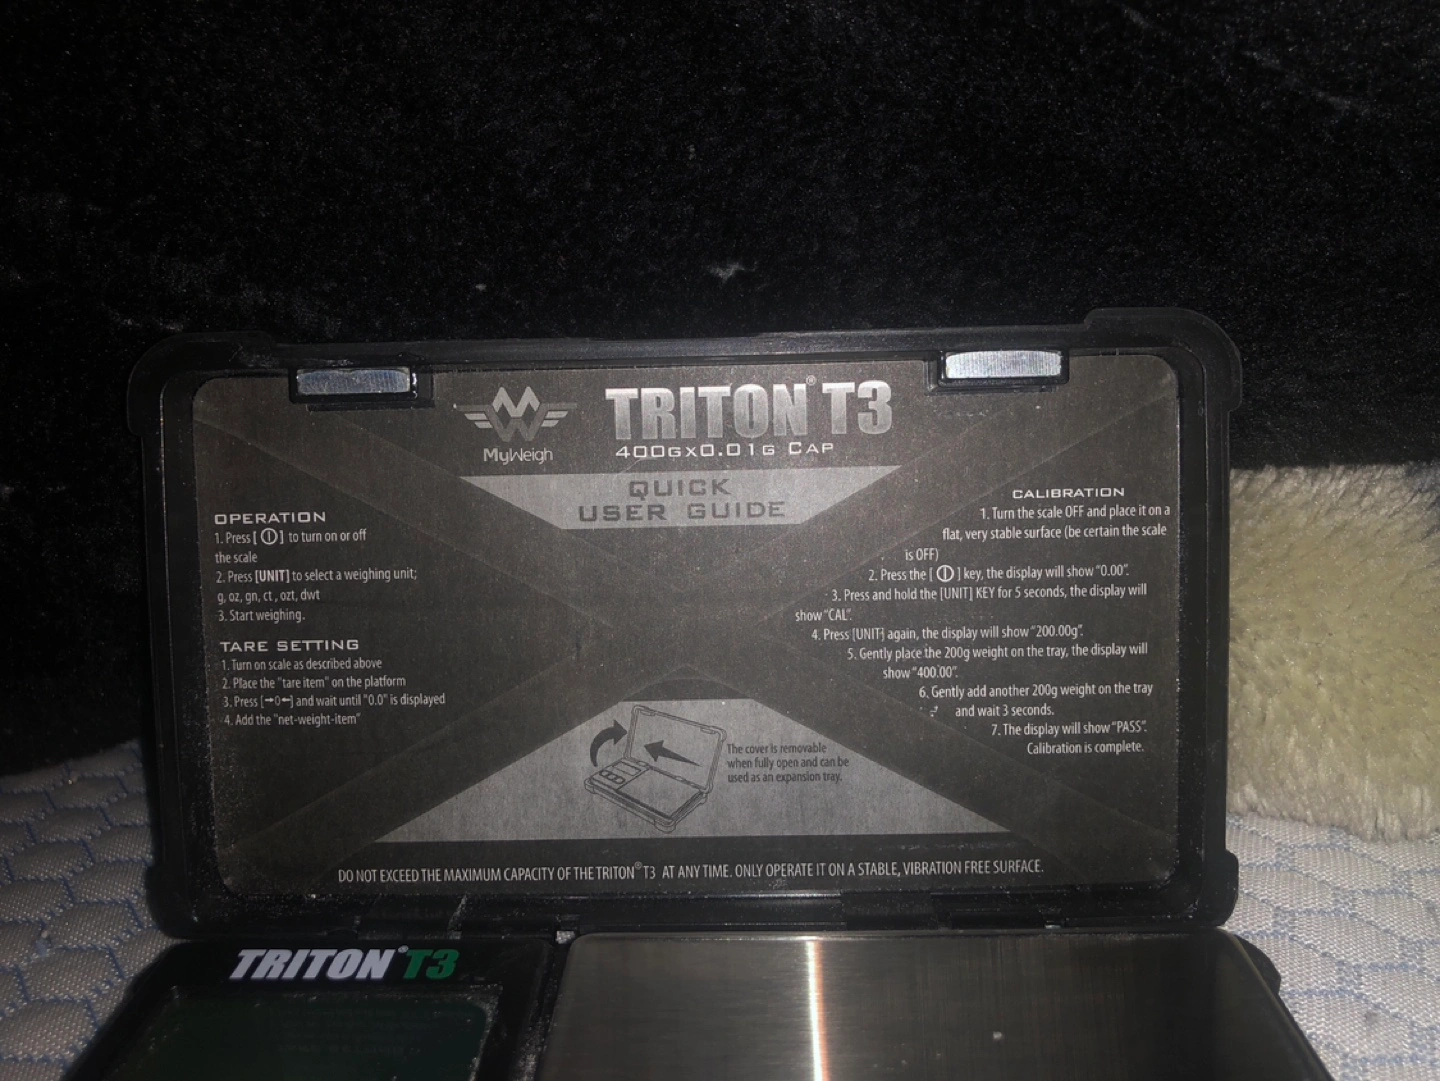 MyWeigh
TRITON® T3
400GX0.01G CAP
QUICK
USER GUIDE
OPERATION
1. Press [ ] to turn on or off
the scale
2. Press [UNIT] to select a weighing unit;
g, oz, gn, ct , ozt, dwt
3. Start weighing.
TARE SETTING
1. Turn on scale as described above
2. Place the "tare item" on the platform
3. Press [→0←] and wait until "0.0" is displayed
4. Add the "net-weight-item"
CALIBRATION
1. Turn the scale OFF and place it on a
flat, very stable surface (be certain the scale
is OFF)
2. Press the [ ] key, the display will show "0.00".
3. Press and hold the [UNIT] KEY for 5 seconds, the display will
show "CAL".
4. Press [UNIT] again, the display will show "200.00g".
5. Gently place the 200g weight on the tray, the display will
show "400.00".
6. Gently add another 200g weight on the tray
and wait 3 seconds.
7. The display will show "PASS".
Calibration is complete.
The cover is removable
when fully open and can be
used as an expansion tray.
DO NOT EXCEED THE MAXIMUM CAPACITY OF THE TRITON® T3 AT ANY TIME. ONLY OPERATE IT ON A STABLE, VIBRATION FREE SURFACE.
TRITON® T3